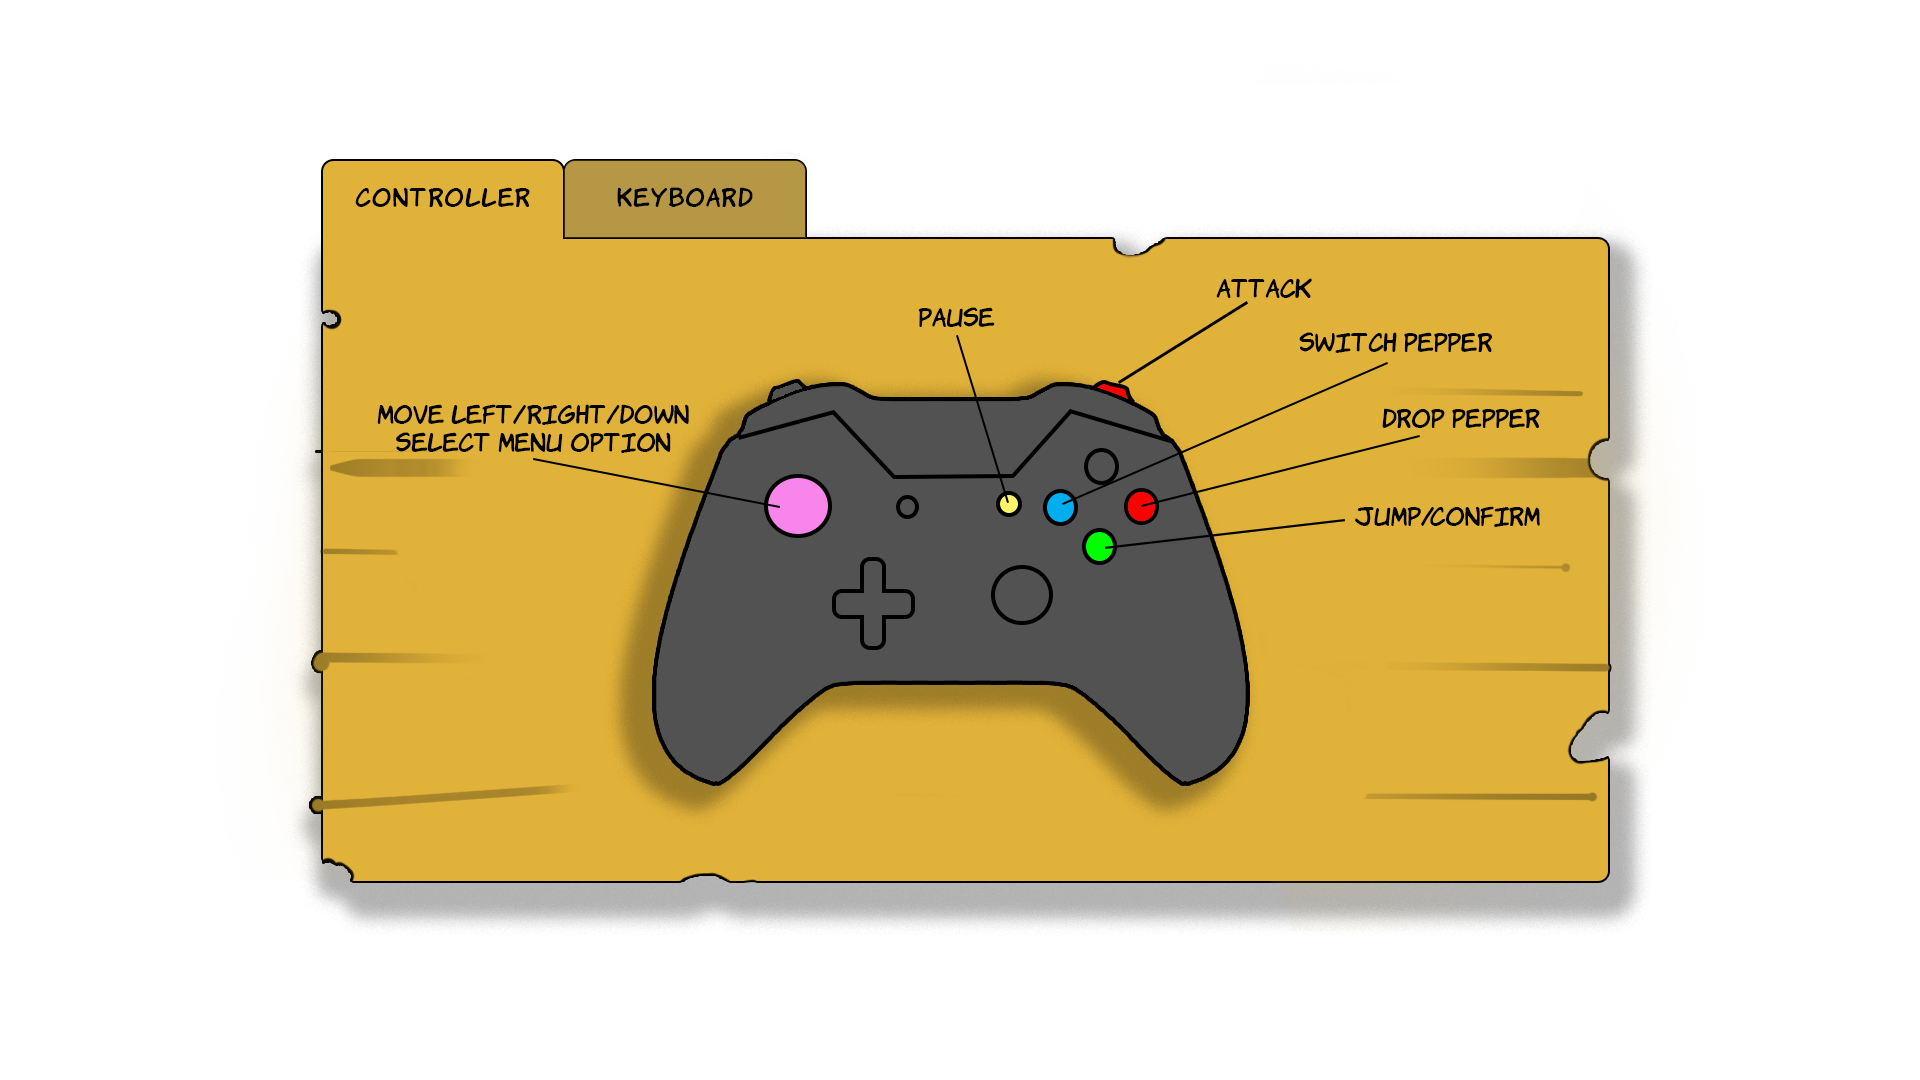 CONTROLLER
KEYBOARD
ATTACK
PAUSE
SWITCH PEPPER
MOVE LEFT/RIGHT/DOWN
SELECT MENU OPTION
DROP PEPPER
JUMP/CONFIRM